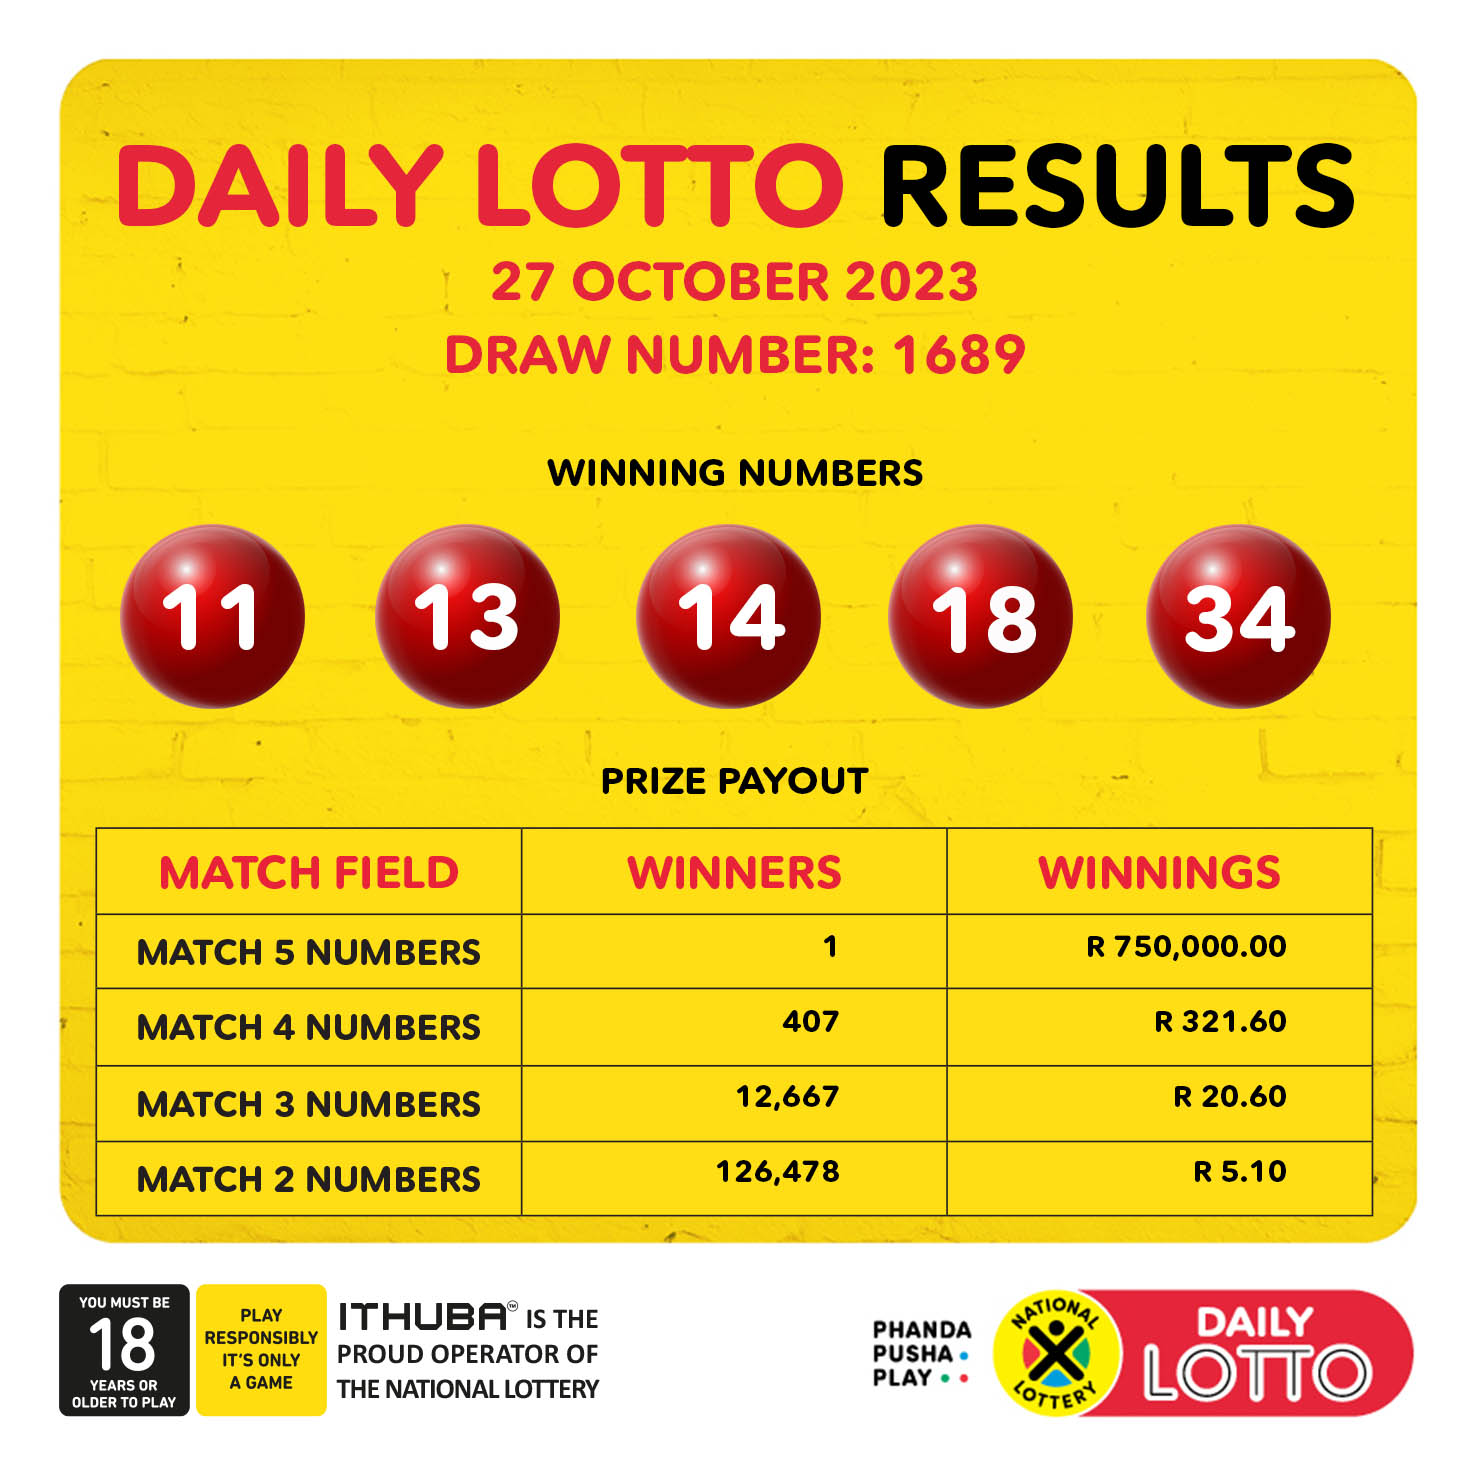 DAILY LOTTO RESULTS
27 OCTOBER 2023
DRAW NUMBER: 1689
WINNING NUMBERS
11 13 14 18 34
PRIZE PAYOUT
MATCH FIELD WINNERS WINNINGS
MATCH 5 NUMBERS 1 R 750,000.00
MATCH 4 NUMBERS 407 R 321.60
MATCH 3 NUMBERS 12,667 R 20.60
MATCH 2 NUMBERS 126,478 R 5.10
YOU MUST BE
18
YEARS OR
OLDER TO PLAY
PLAY
RESPONSIBLY
IT'S ONLY
A GAME
ITHUBA™ IS THE
PROUD OPERATOR OF
THE NATIONAL LOTTERY
PHANDA
PUSHA
PLAY
NATIONAL
LOTTERY
DAILY
LOTTO